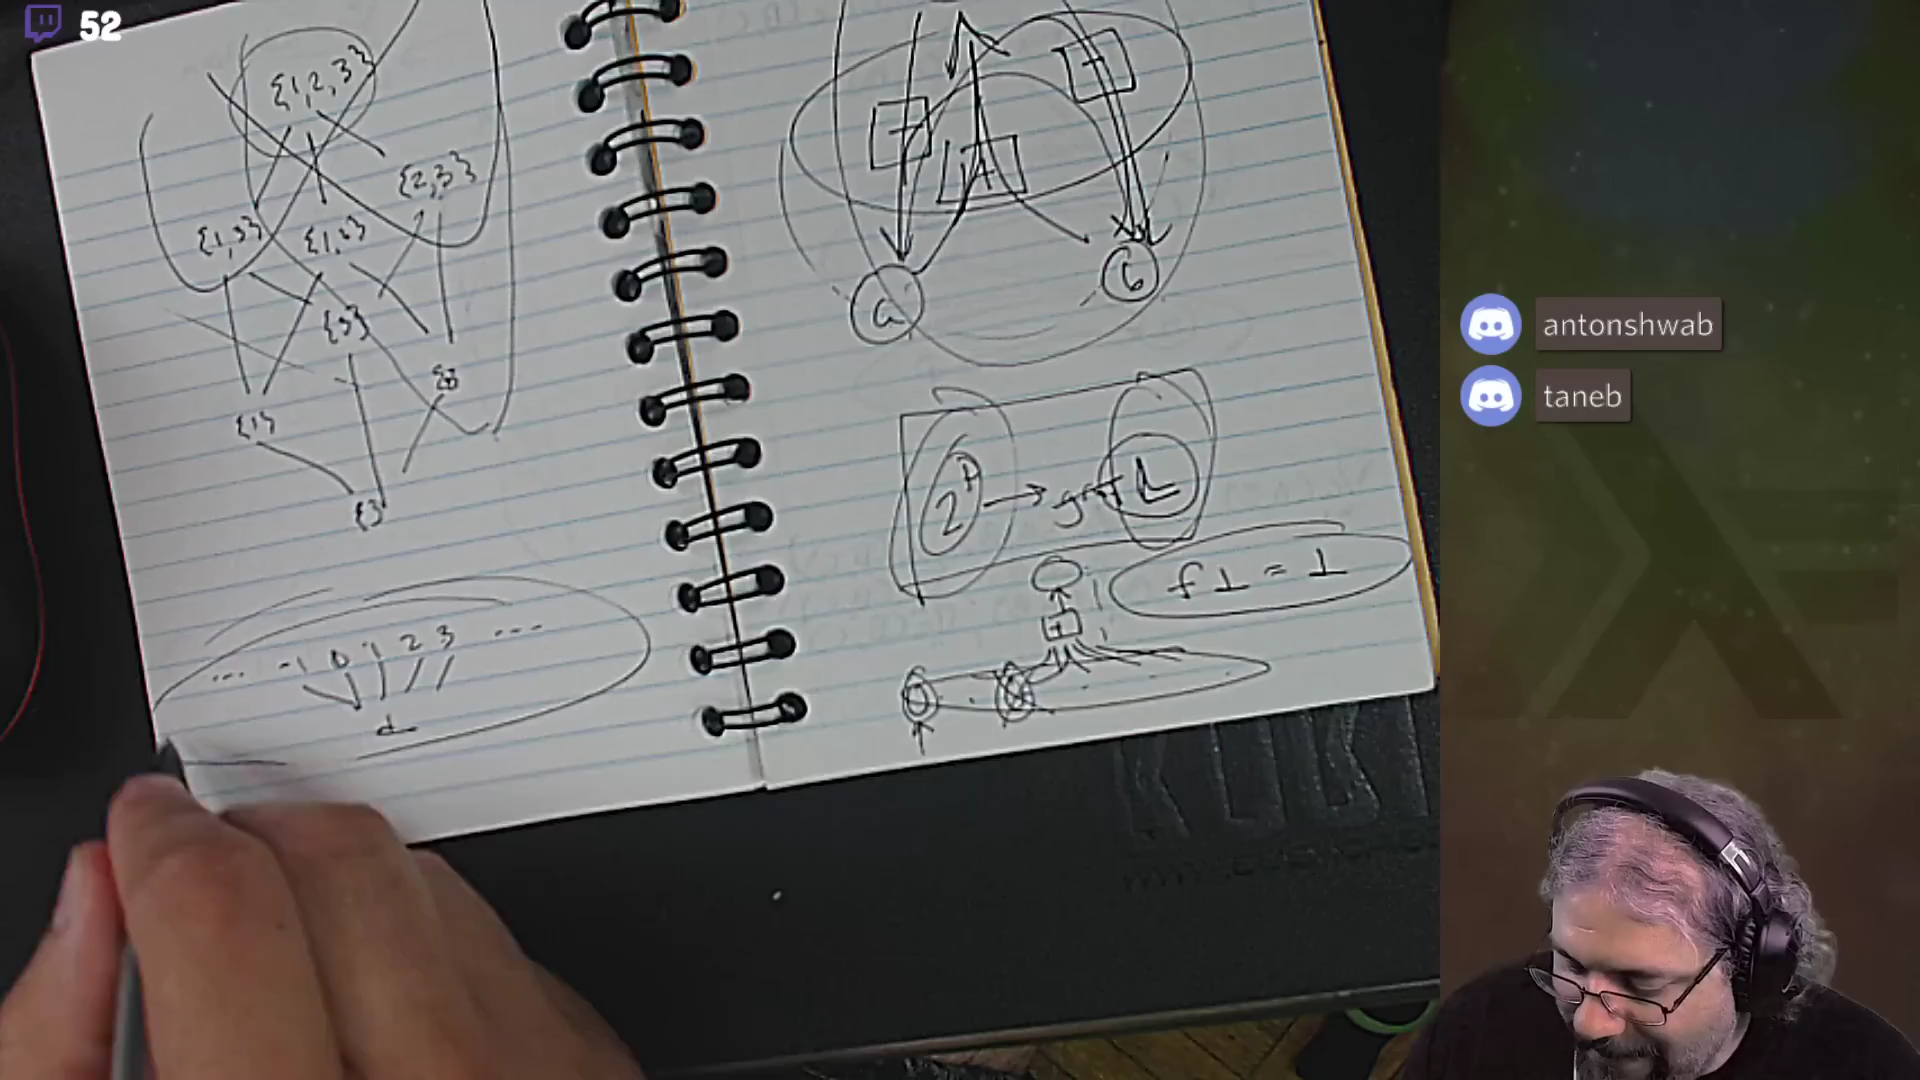 52
{1,2,3}
{2,3}
{1,3} {1,2}
{3}
{1}
{}
... -1 0 1 2 3 ...
a
b
2
f⊥ = ⊥
antonshwab
taneb